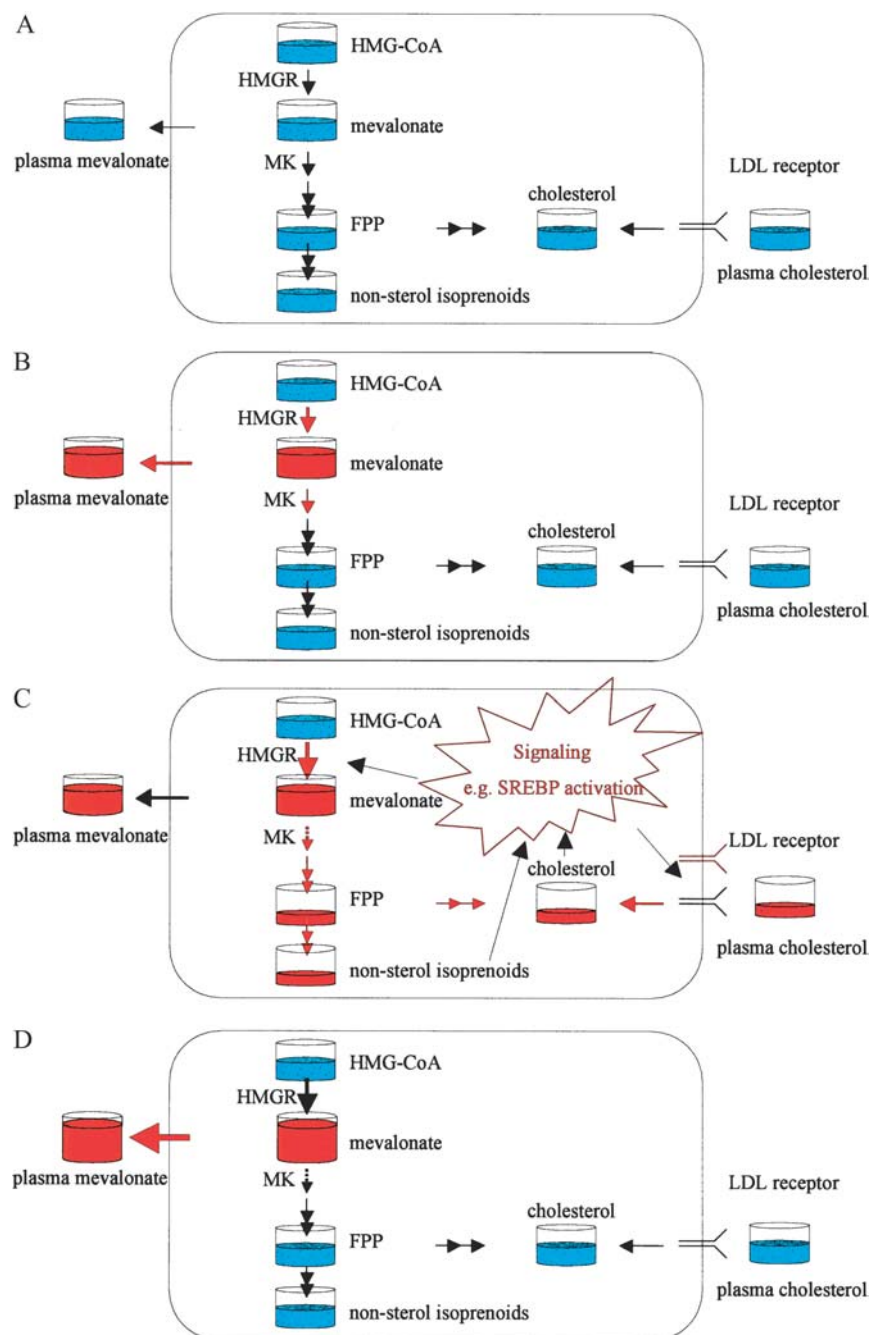 A
HMG-CoA
HMGR
mevalonate
plasma mevalonate
MK
LDL receptor
cholesterol
FPP
plasma cholesterol
non-sterol isoprenoids
B
HMG-CoA
HMGR
mevalonate
plasma mevalonate
MK
LDL receptor
cholesterol
FPP
plasma cholesterol
non-sterol isoprenoids
C
HMG-CoA
Signaling
HMGR
e.g. SREBP activation
mevalonate
plasma mevalonate
MK
LDL receptor
cholesterol
FPP
plasma cholesterol
non-sterol isoprenoids
D
HMG-CoA
HMGR
mevalonate
plasma mevalonate
MK
LDL receptor
cholesterol
FPP
plasma cholesterol
non-sterol isoprenoids